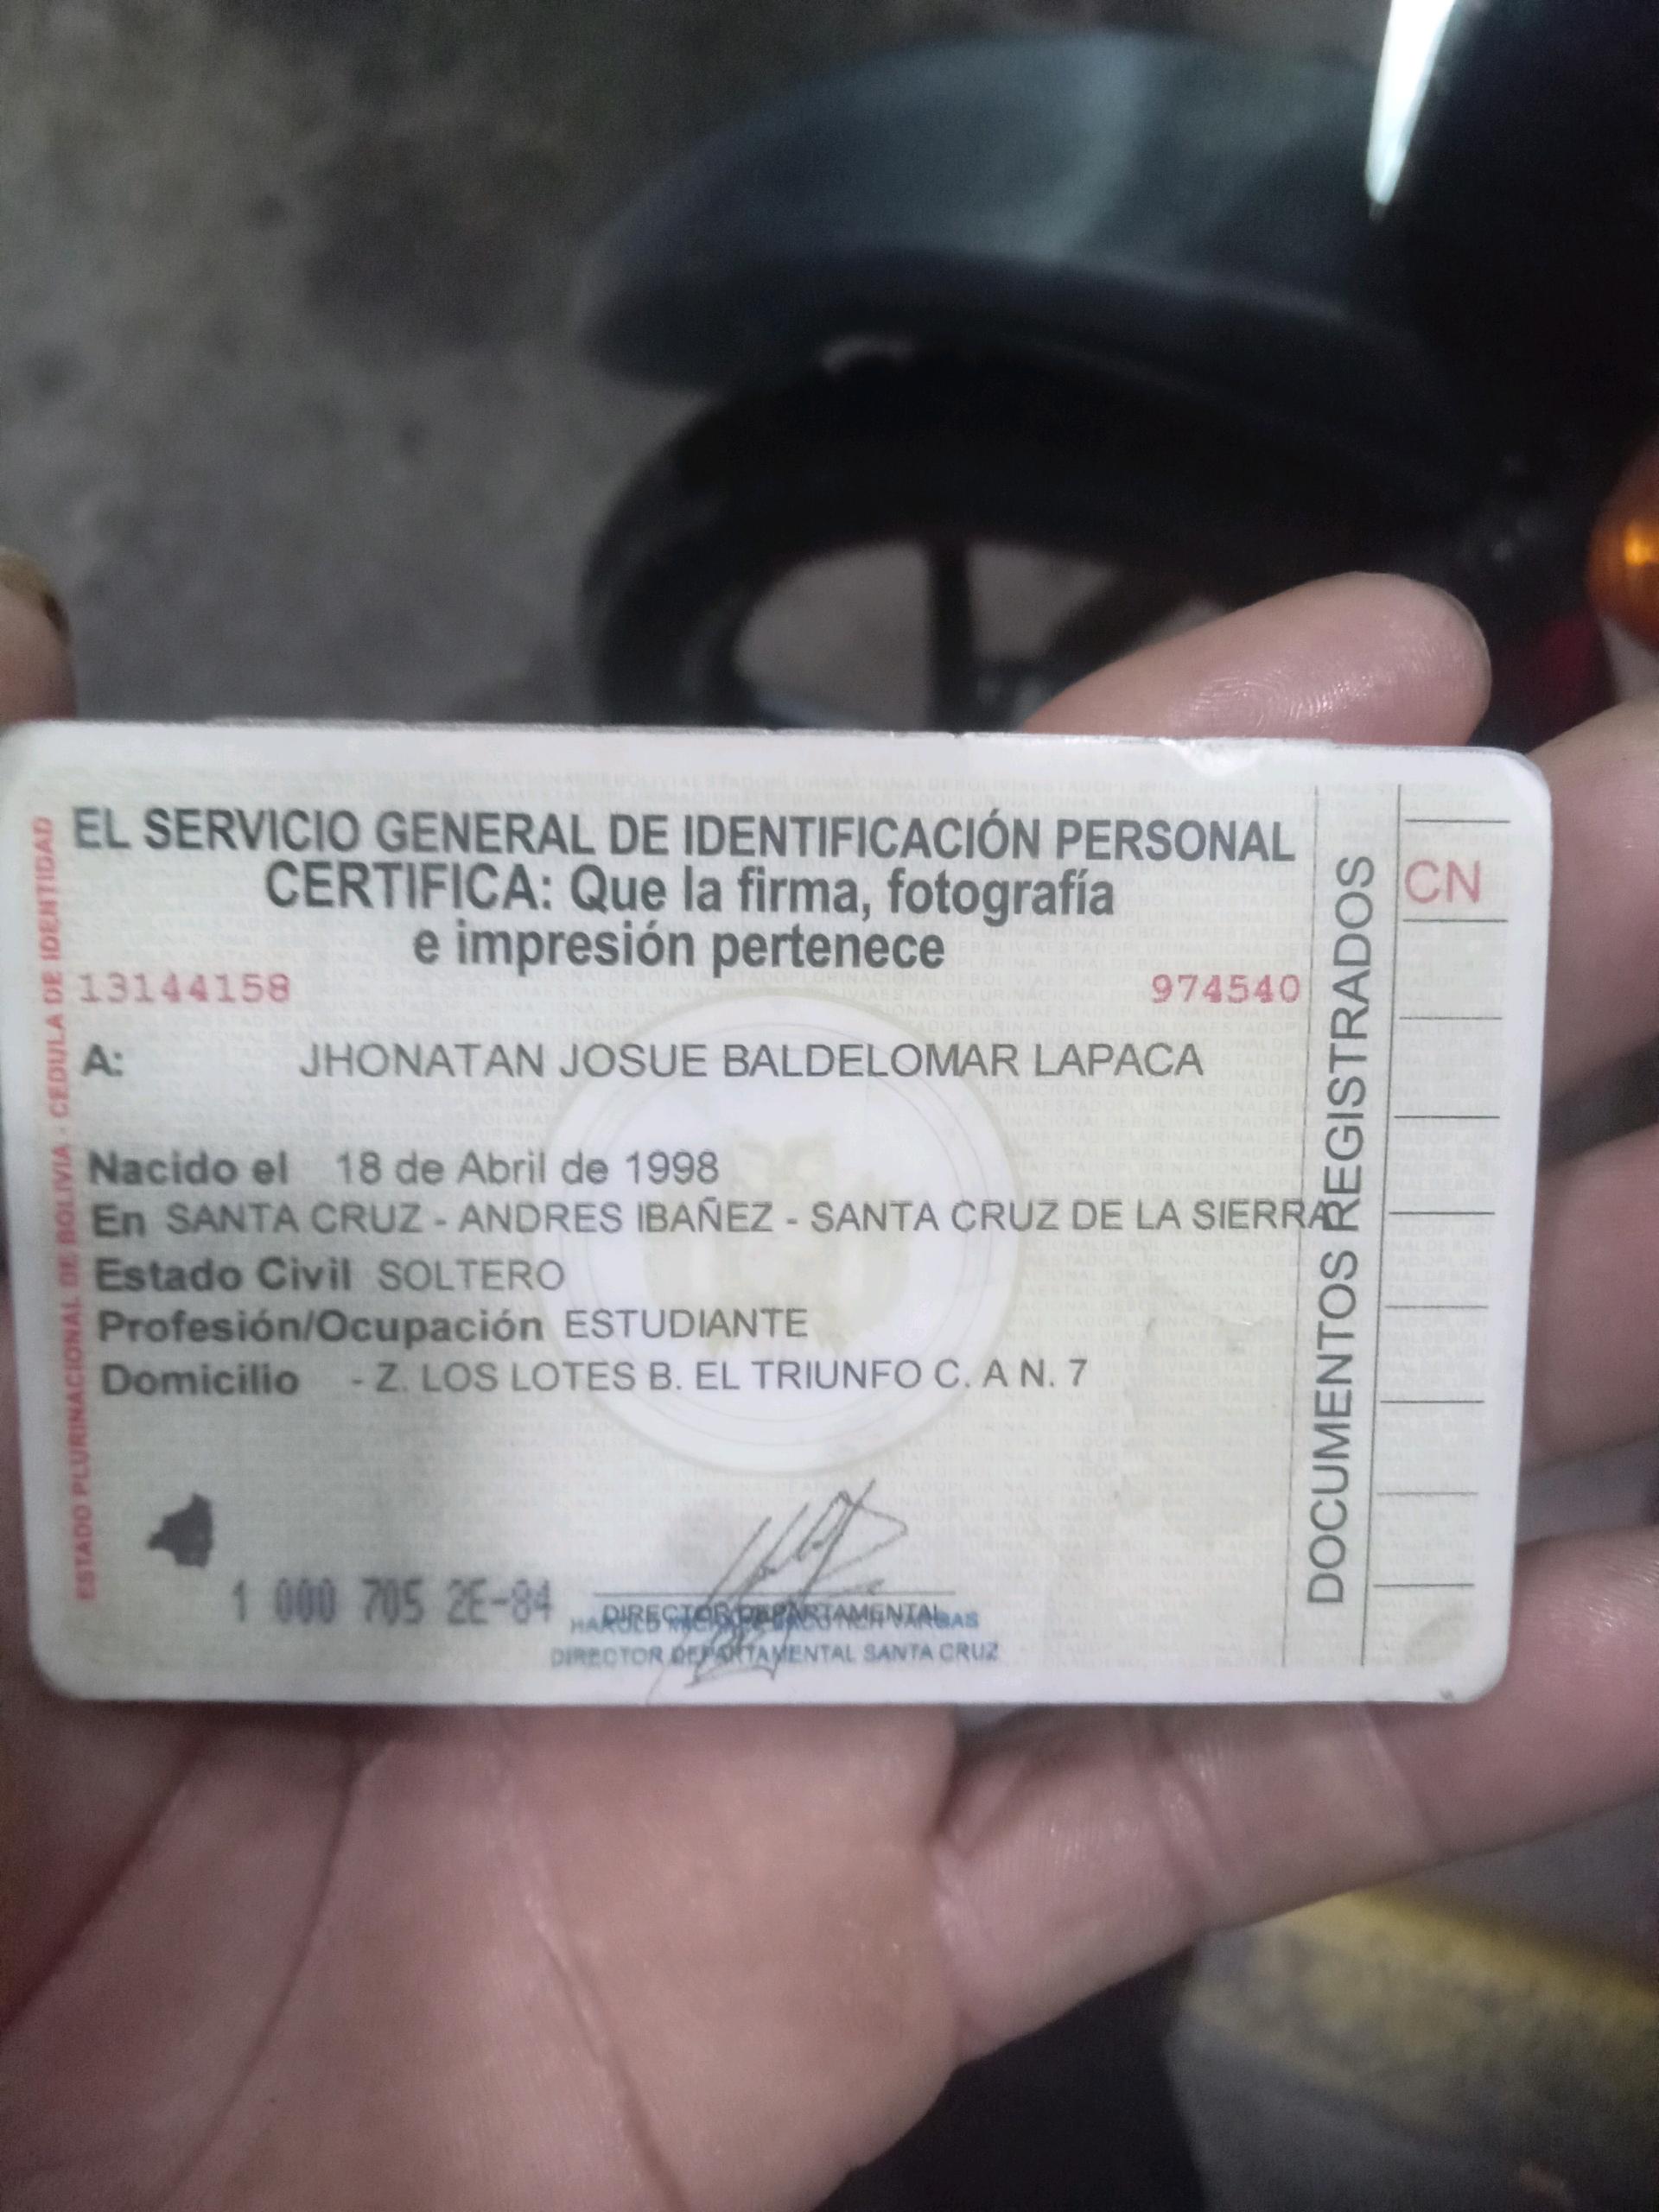 EL SERVICIO GENERAL DE IDENTIFICACIÓN PERSONAL
CERTIFICA: Que la firma, fotografía
e impresión pertenece
13144158 974540
A: JHONATAN JOSUE BALDELOMAR LAPACA
Nacido el 18 de Abril de 1998
En SANTA CRUZ - ANDRES IBAÑEZ - SANTA CRUZ DE LA SIERRA
Estado Civil SOLTERO
Profesión/Ocupación ESTUDIANTE
Domicilio - Z. LOS LOTES B. EL TRIUNFO C. A N. 7
1 000 705 2E-84
DIRECTOR DEPARTAMENTAL
HAROLD VARGAS
DIRECTOR DEPARTAMENTAL SANTA CRUZ
ESTADO PLURINACIONAL DE BOLIVIA - CEDULA DE IDENTIDAD
DOCUMENTOS REGISTRADOS
CN